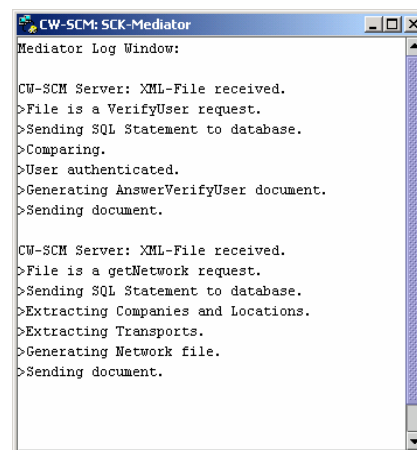 CW-SCM: SCK-Mediator
Mediator Log Window:
CW-SCM Server: XML-File received.
>File is a VerifyUser request.
>Sending SQL Statement to database.
>Comparing.
>User authenticated.
>Generating AnswerVerifyUser document.
>Sending document.
CW-SCM Server: XML-File received.
>File is a getNetwork request.
>Sending SQL Statement to database.
>Extracting Companies and Locations.
>Extracting Transports.
>Generating Network file.
>Sending document.